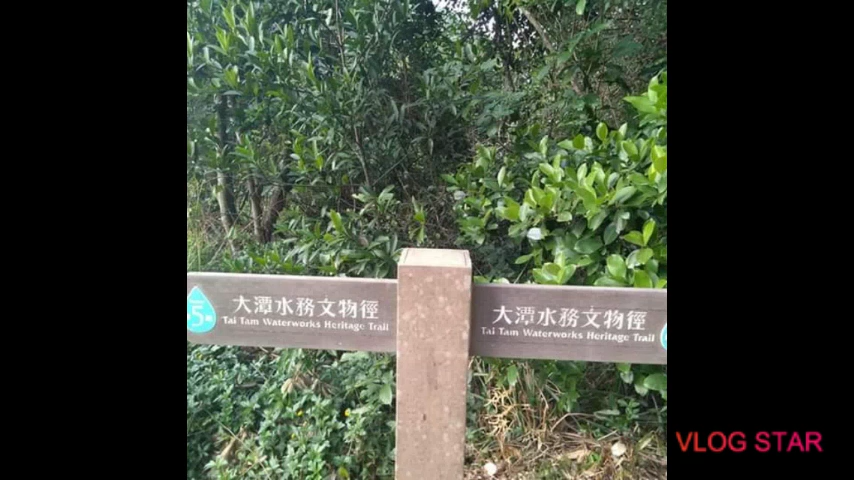 5
大潭水務文物徑
Tai Tam Waterworks Heritage Trail
大潭水務文物徑
Tai Tam Waterworks Heritage Trail
VLOG STAR